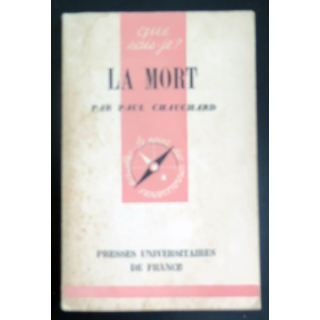 Que
sais-je?
LA MORT
PAR PAUL CHAUCHARD
PRESSES UNIVERSITAIRES
DE FRANCE